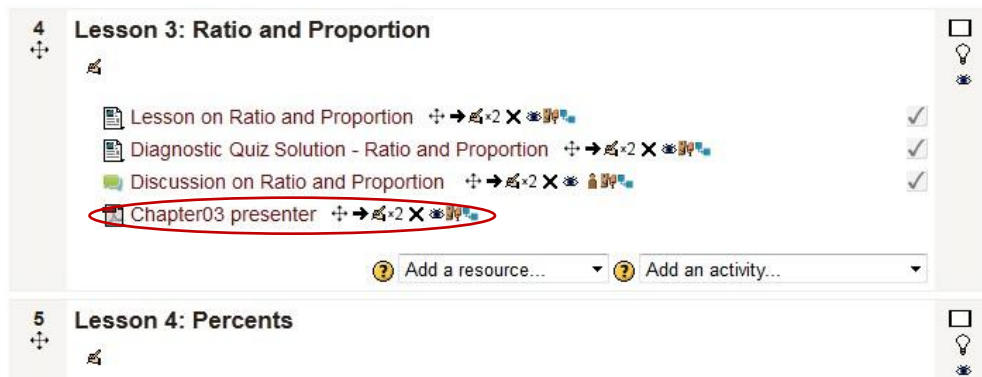 4 Lesson 3: Ratio and Proportion
Lesson on Ratio and Proportion ×2
Diagnostic Quiz Solution - Ratio and Proportion ×2
Discussion on Ratio and Proportion ×2
Chapter03 presenter ×2
Add a resource... Add an activity...
5 Lesson 4: Percents